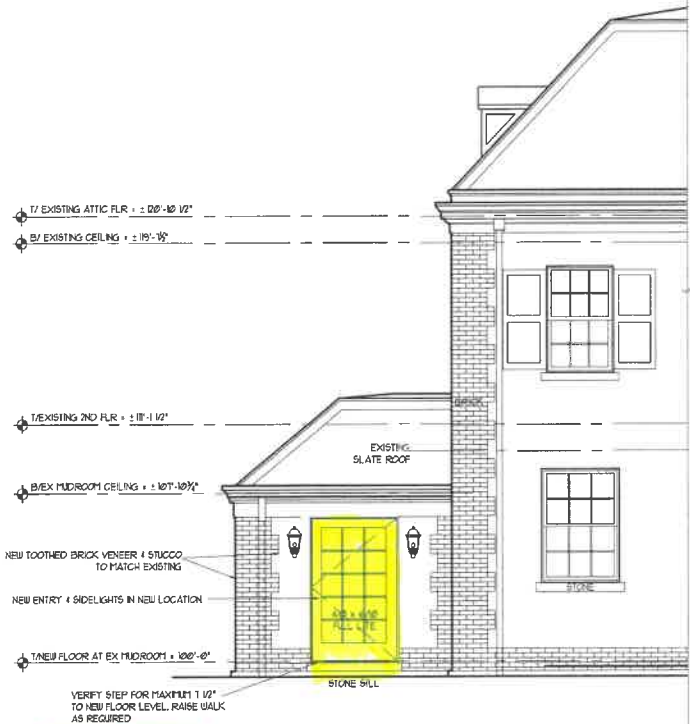 T/ EXISTING ATTIC FLR = ± 120'-10 1/2"
B/ EXISTING CEILING = ± 119'-1½"
BRICK
T/EXISTING 2ND FLR = ± 111'-1 1/2"
EXISTING
SLATE ROOF
B/EX MUDROOM CEILING = ± 107'-10¾"
NEW TOOTHED BRICK VENEER & STUCCO
TO MATCH EXISTING
STONE
NEW ENTRY & SIDELIGHTS IN NEW LOCATION
FULL LITE
T/NEW FLOOR AT EX MUDROOM = 100'-0"
STONE SILL
VERIFY STEP FOR MAXIMUM 7 1/2"
TO NEW FLOOR LEVEL. RAISE WALK
AS REQUIRED